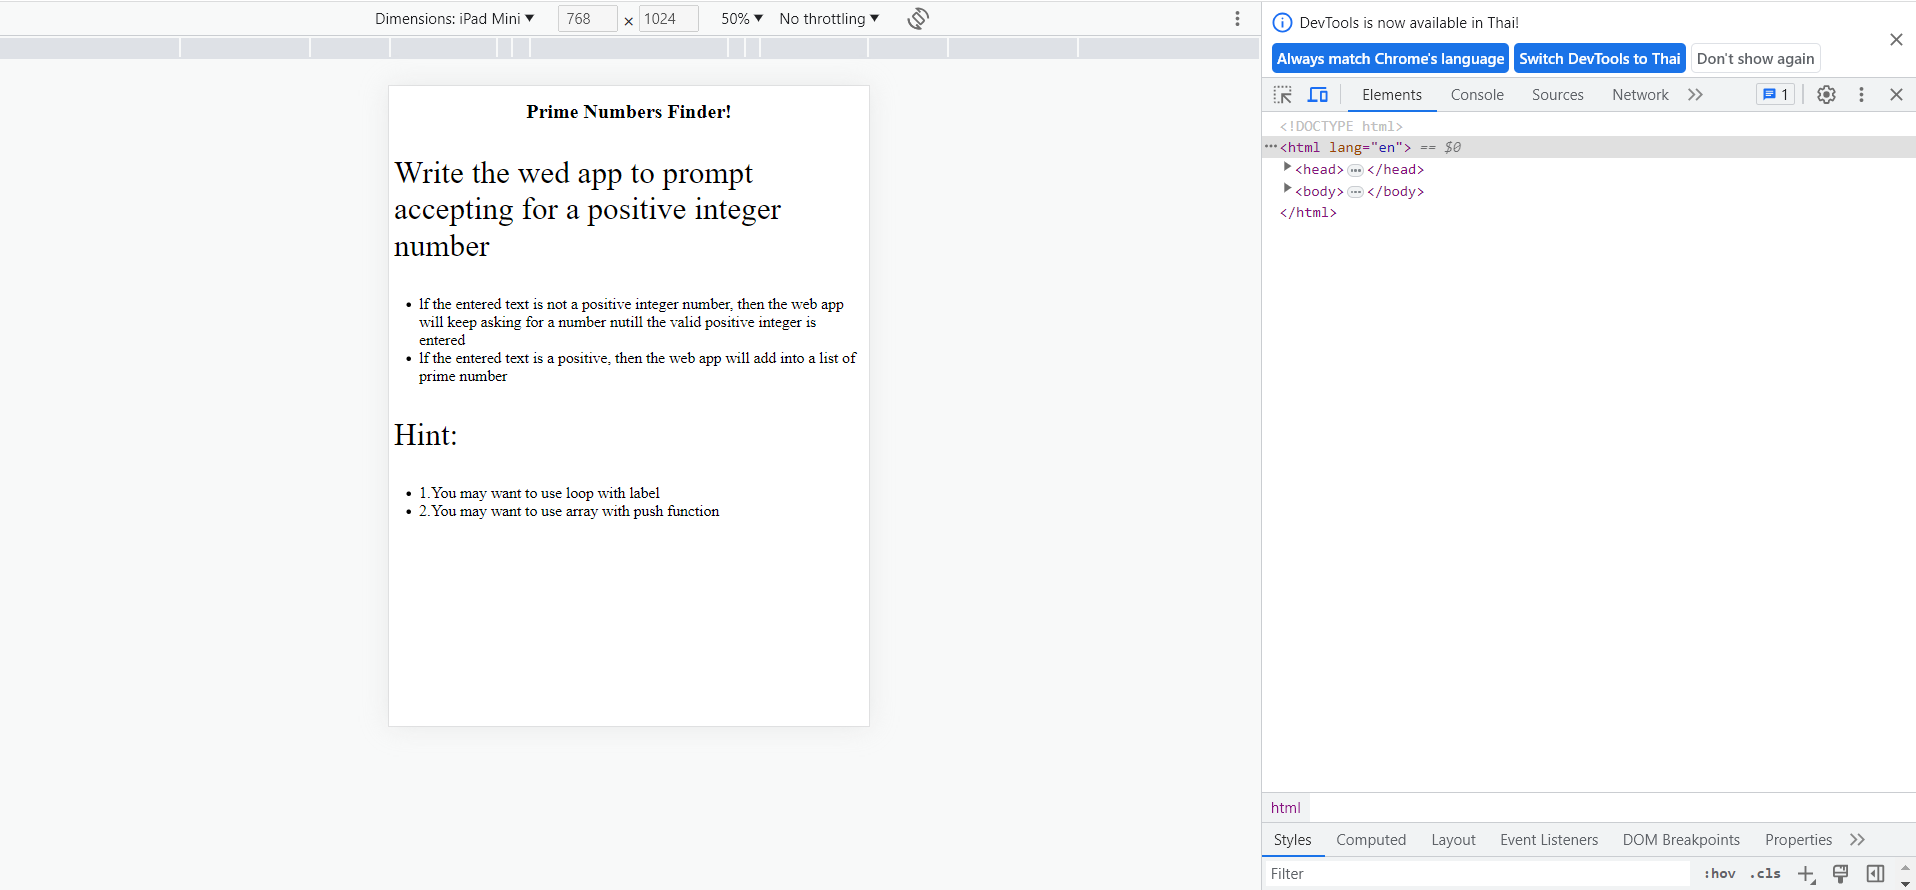 Dimensions: iPad Mini ▼ 768 × 1024 50% ▼ No throttling ▼
Prime Numbers Finder!
Write the wed app to prompt
accepting for a positive integer
number
• If the entered text is not a positive integer number, then the web app
will keep asking for a number nutill the valid positive integer is
entered
• If the entered text is a positive, then the web app will add into a list of
prime number
Hint:
• 1.You may want to use loop with label
• 2.You may want to use array with push function
DevTools is now available in Thai!
Always match Chrome's language Switch DevTools to Thai Don't show again
Elements Console Sources Network 1
<!DOCTYPE html>
<html lang="en"> == $0
<head> ... </head>
<body> ... </body>
</html>
html
Styles Computed Layout Event Listeners DOM Breakpoints Properties
Filter :hov .cls